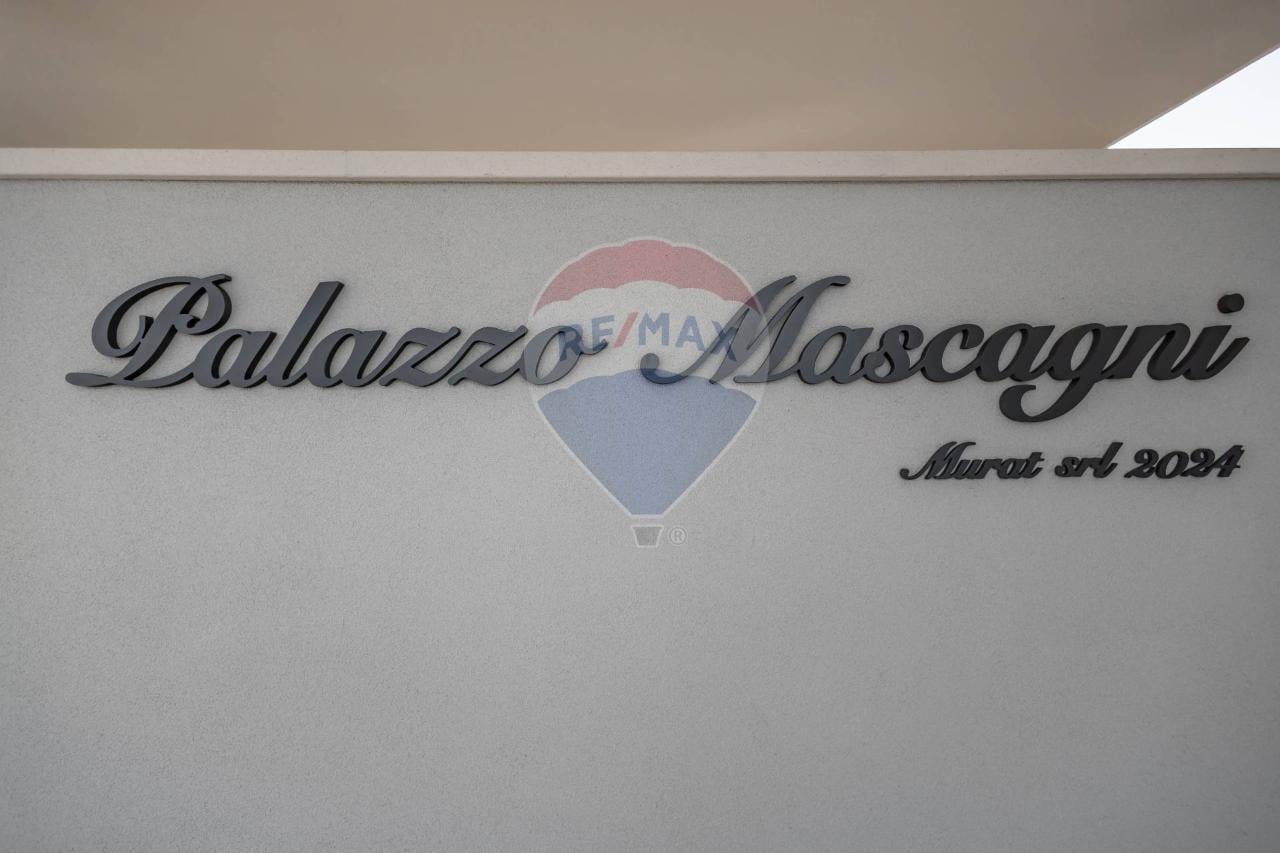 Palazzo Mascagni
RE/MAX
Murat srl 2024
®